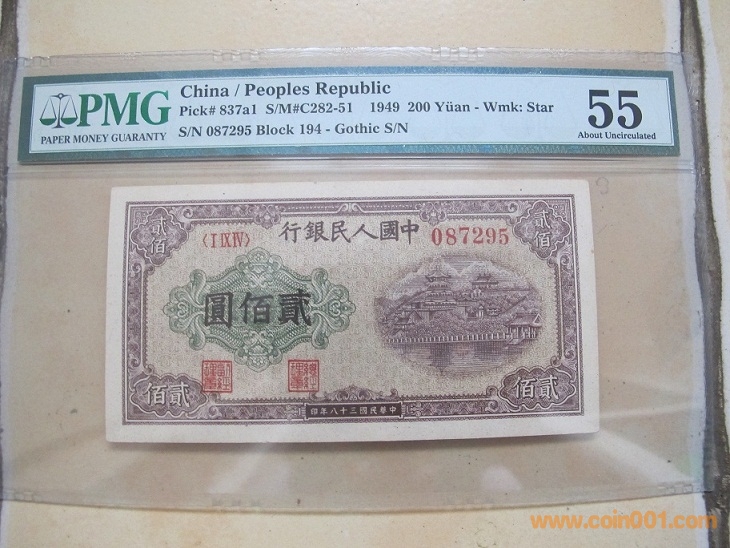 PMG
PAPER MONEY GUARANTY
China / Peoples Republic
Pick# 837a1 S/M#C282-51 1949 200 Yüan - Wmk: Star
S/N 087295 Block 194 - Gothic S/N
55
About Uncirculated
貳佰
行銀民人國中
貳佰
〈I IX IV〉
087295
圓佰貳
佰貳
佰貳
印年八十三國民華中
www.coin001.com